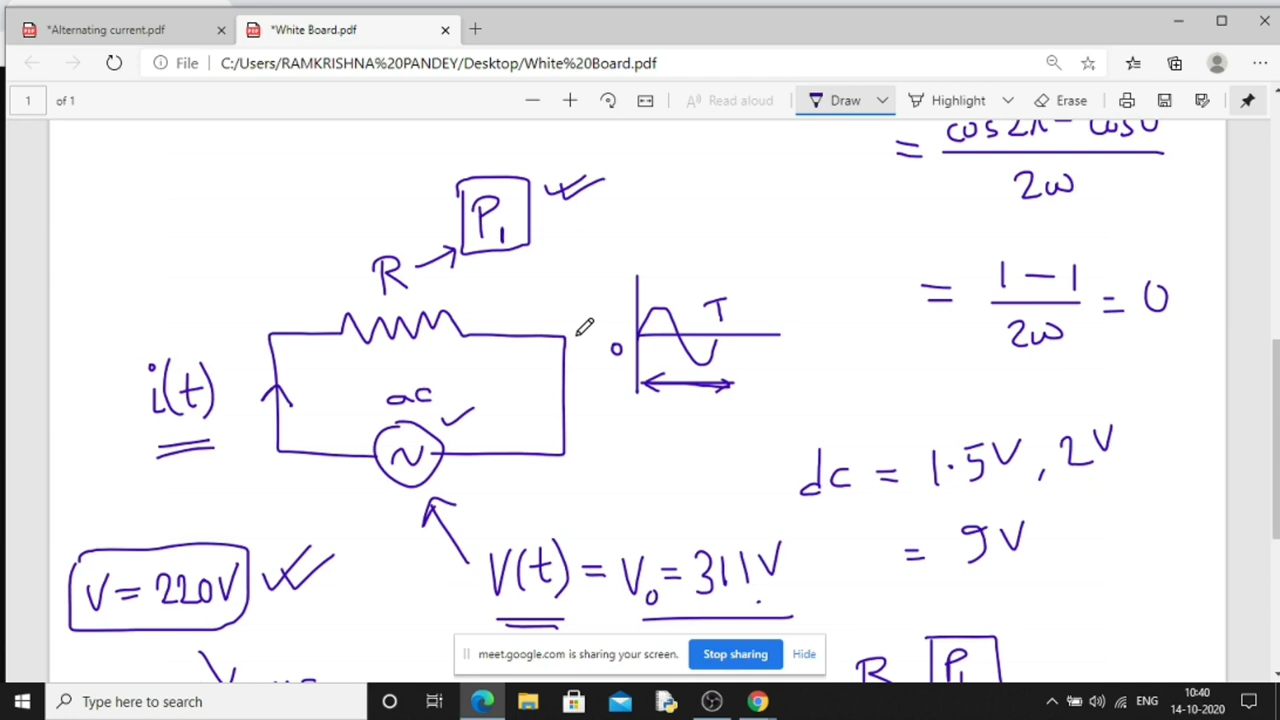 *Alternating current.pdf
*White Board.pdf
File C:/Users/RAMKRISHNA%20PANDEY/Desktop/White%20Board.pdf
1 of 1
Read aloud
Draw
Highlight
Erase
= cos2π - cos0
2ω
P1
R
= 1 - 1 = 0
2ω
0
T
i(t)
ac
dc = 1.5V, 2V
= 9V
V = 220V
V(t) = V0 = 311V
meet.google.com is sharing your screen.
Stop sharing
Hide
R P1
Type here to search
ENG
10:40
14-10-2020